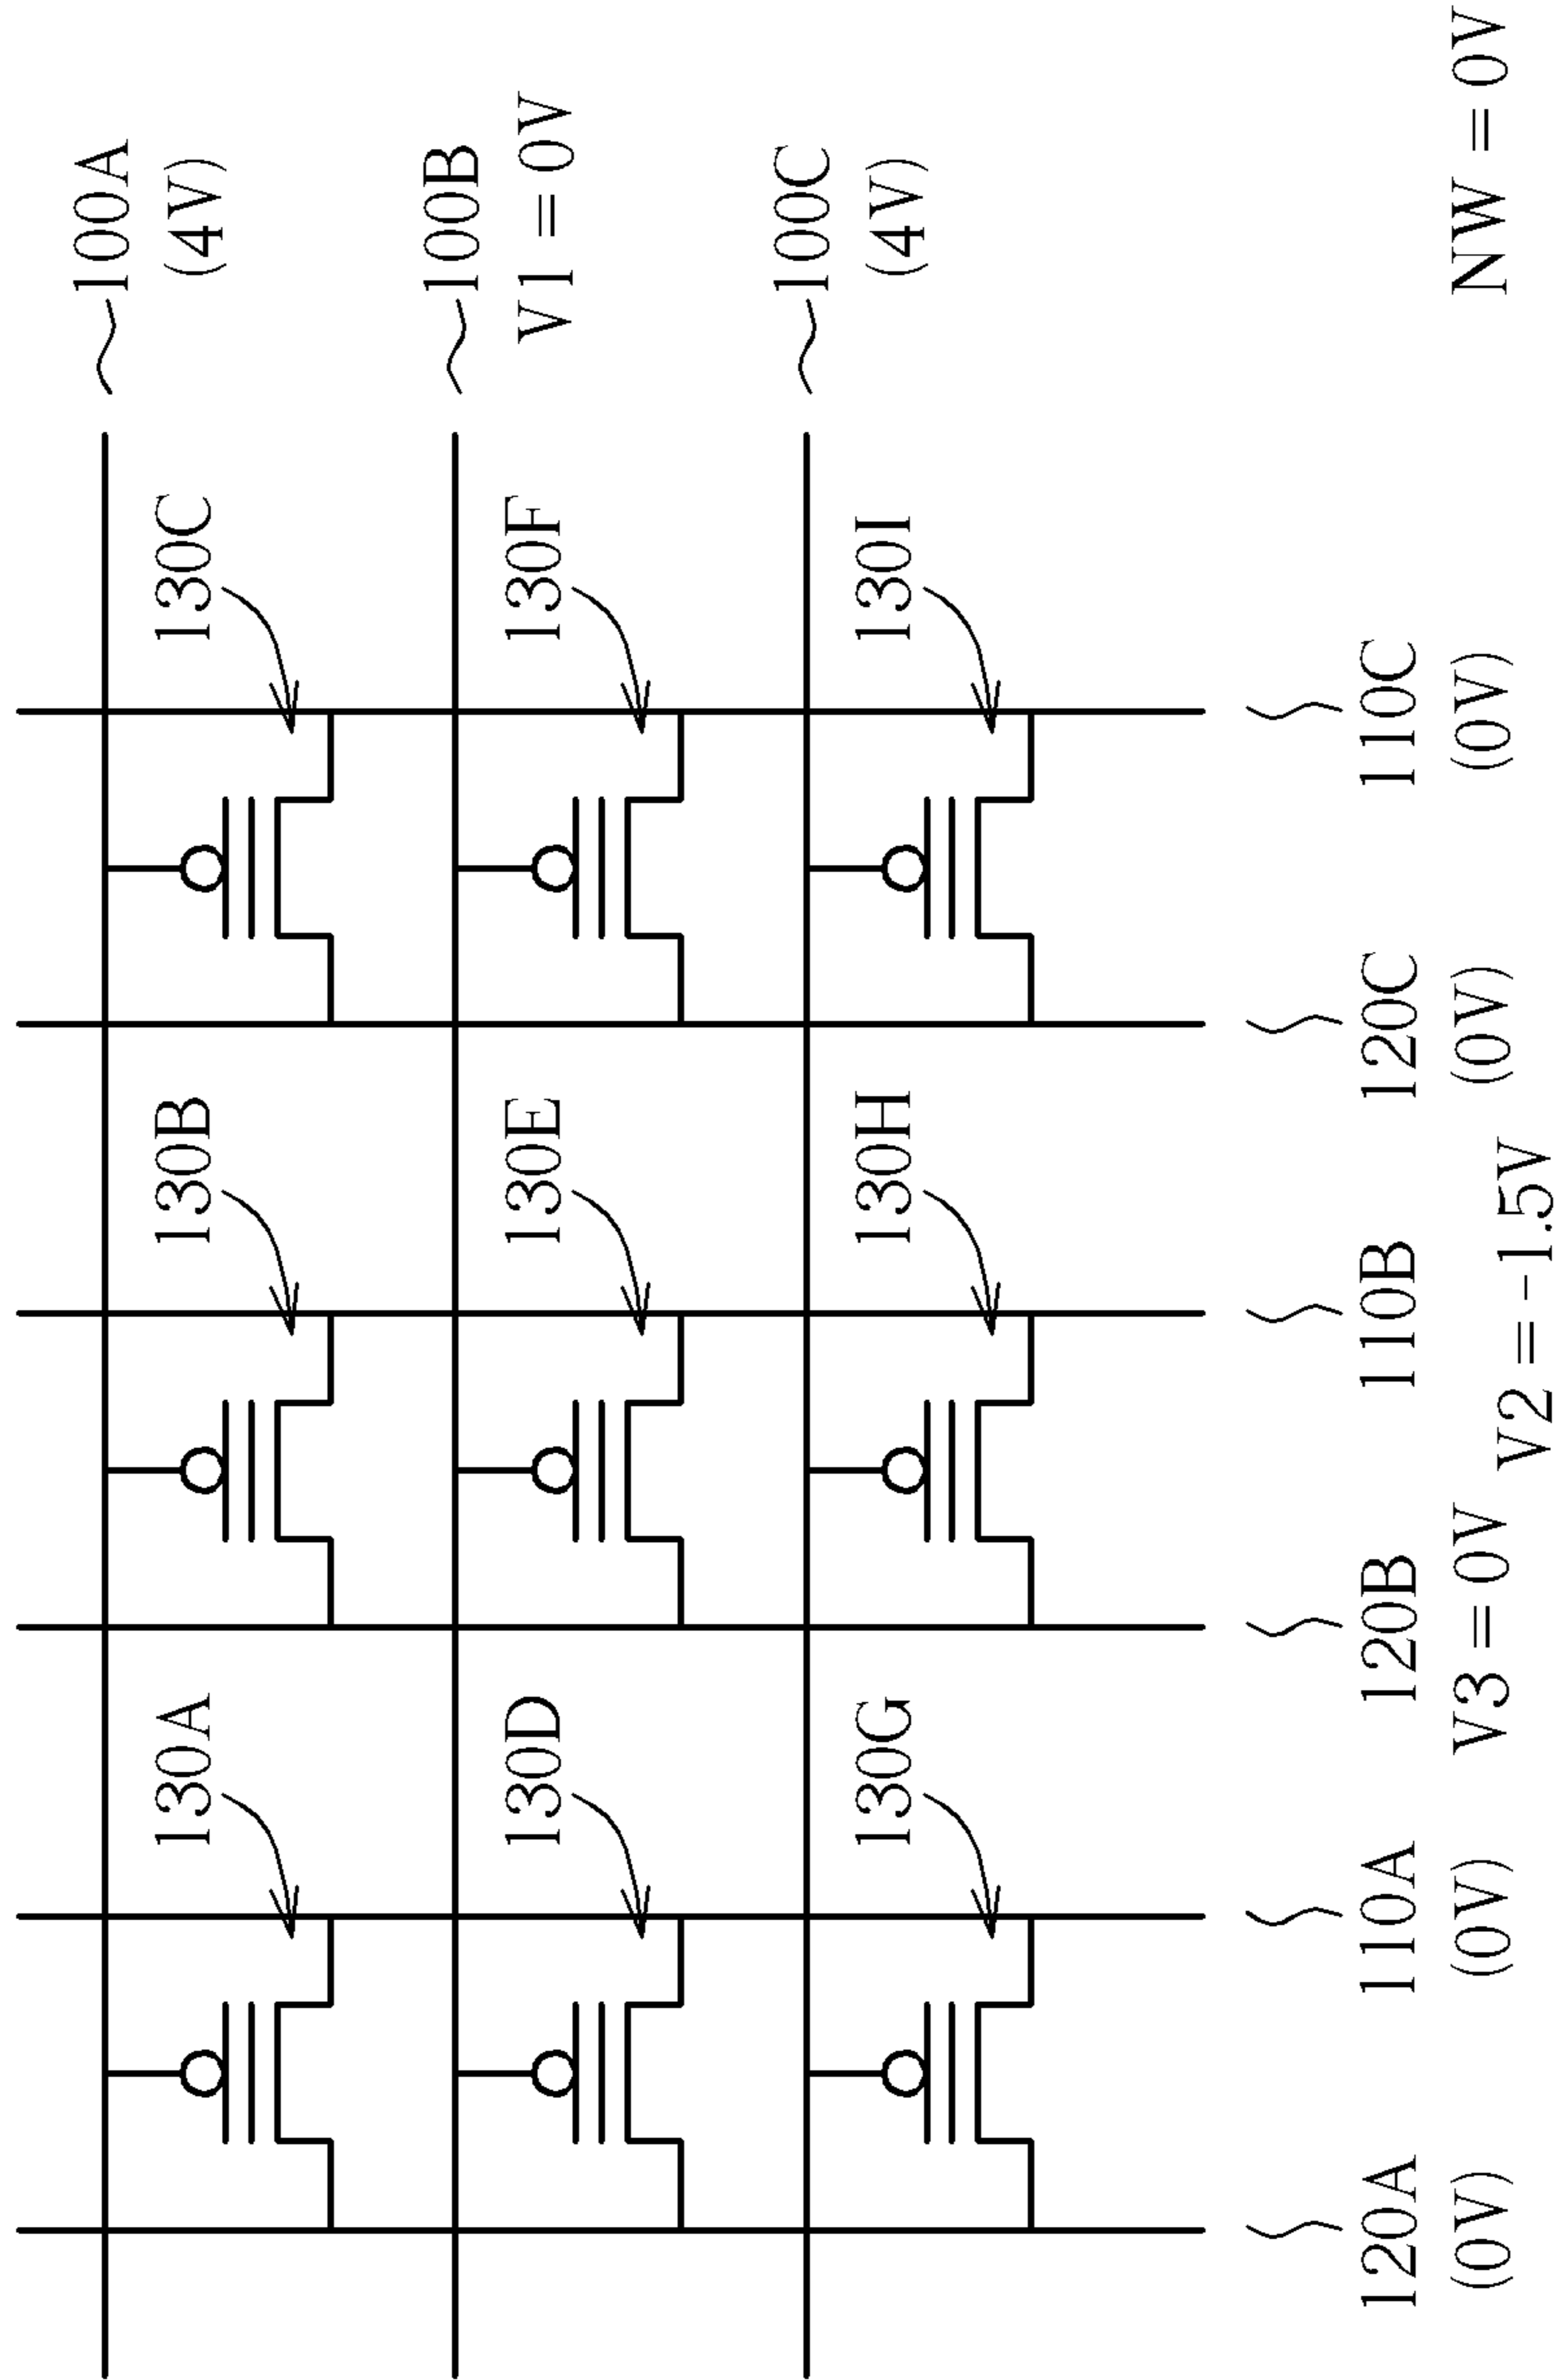 100A
130A 130B 130C (4V)
100B
130D 130E 130F V1 = 0V
100C
130G 130H 130I (4V)
120A 110A 120B 110B 120C 110C
(0V) (0V) V3 = 0V V2 = -1.5V (0V) (0V) NW = 0V